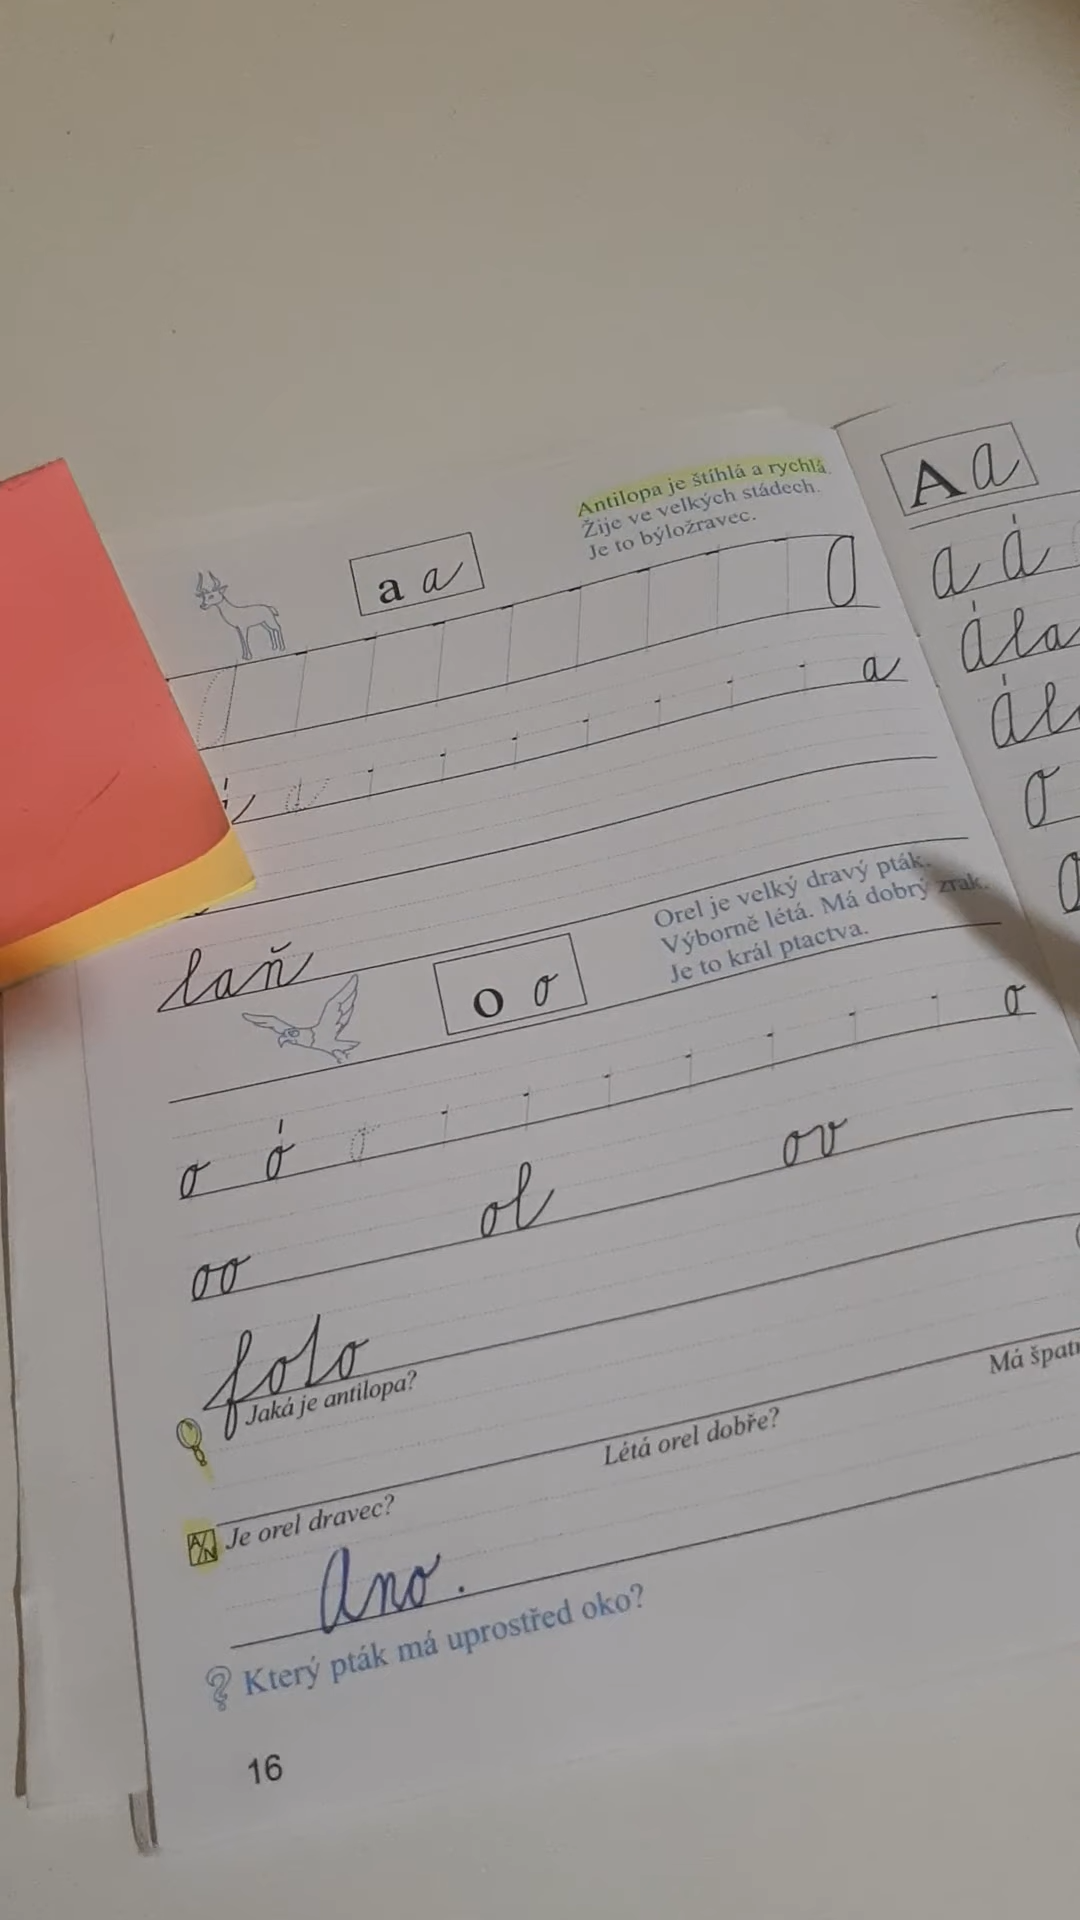 Antilopa je štíhlá a rychlá.
Žije ve velkých stádech.
Je to býložravec.
a a
a
a
laň
Orel je velký dravý pták.
Výborně létá. Má dobrý zrak.
Je to král ptactva.
o o
o ó o o
oo ol ov
folo
Jaká je antilopa?
Létá orel dobře?
Má špat
A/N Je orel dravec?
Ano.
Který pták má uprostřed oko?
16
A a
a á
ála
ál
o